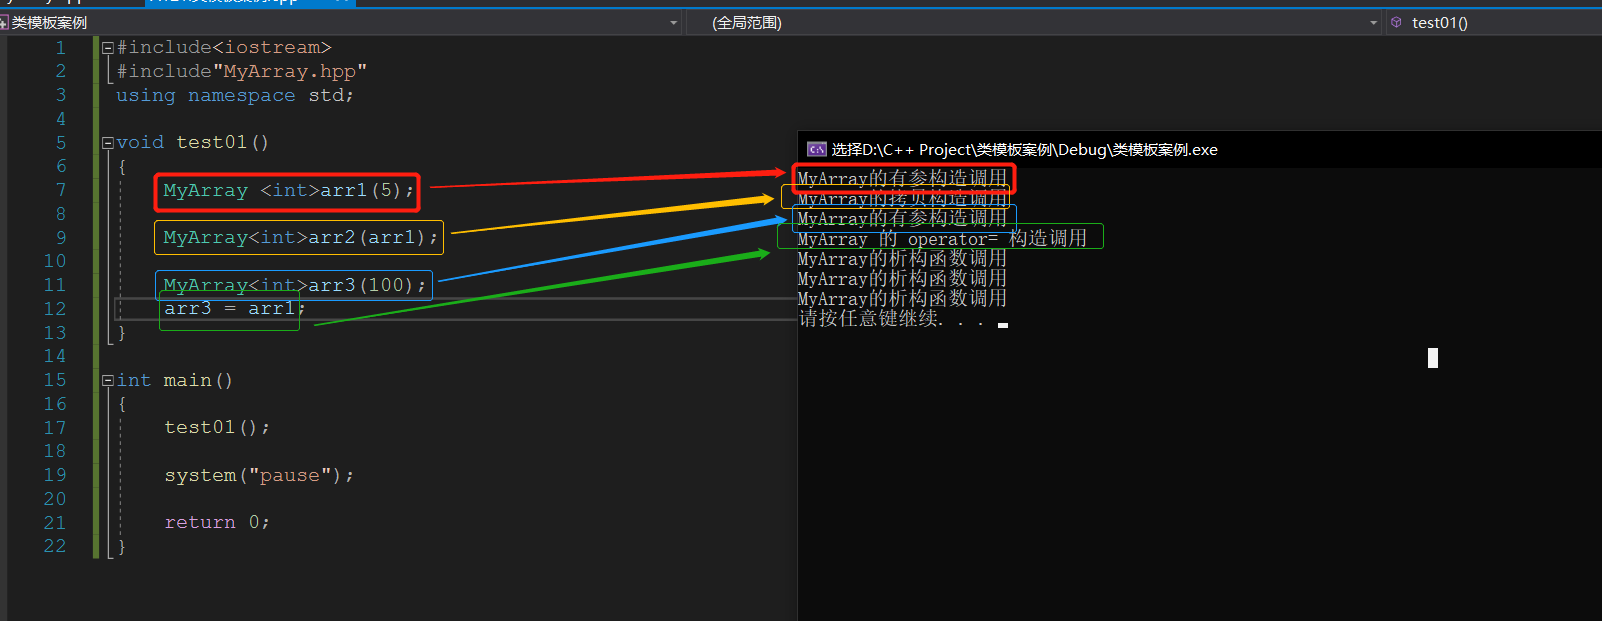 类模板案例
(全局范围)
test01()
1 #include<iostream>
2 #include"MyArray.hpp"
3 using namespace std;
4
5 void test01()
6 {
7 MyArray <int>arr1(5);
8
9 MyArray<int>arr2(arr1);
10
11 MyArray<int>arr3(100);
12 arr3 = arr1;
13 }
14
15 int main()
16 {
17 test01();
18
19 system("pause");
20
21 return 0;
22 }
选择D:\C++ Project\类模板案例\Debug\类模板案例.exe
MyArray的有参构造调用
MyArray的拷贝构造调用
MyArray的有参构造调用
MyArray 的 operator= 构造调用
MyArray的析构函数调用
MyArray的析构函数调用
MyArray的析构函数调用
请按任意键继续. . .